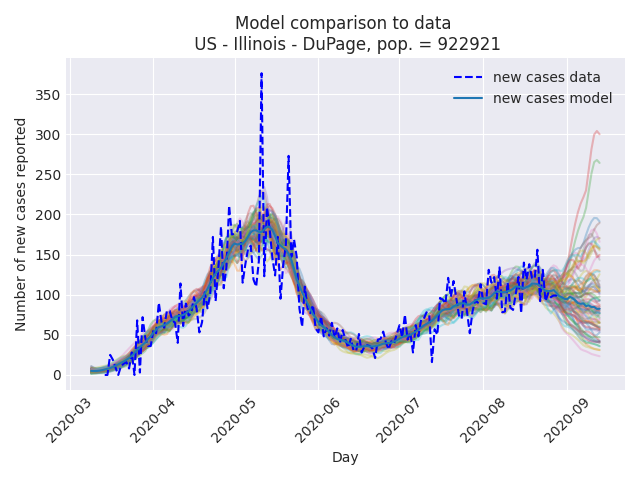 Model comparison to data
US - Illinois - DuPage, pop. = 922921
new cases data
new cases model
Number of new cases reported
350
300
250
200
150
100
50
0
2020-03
2020-04
2020-05
2020-06
2020-07
2020-08
2020-09
Day